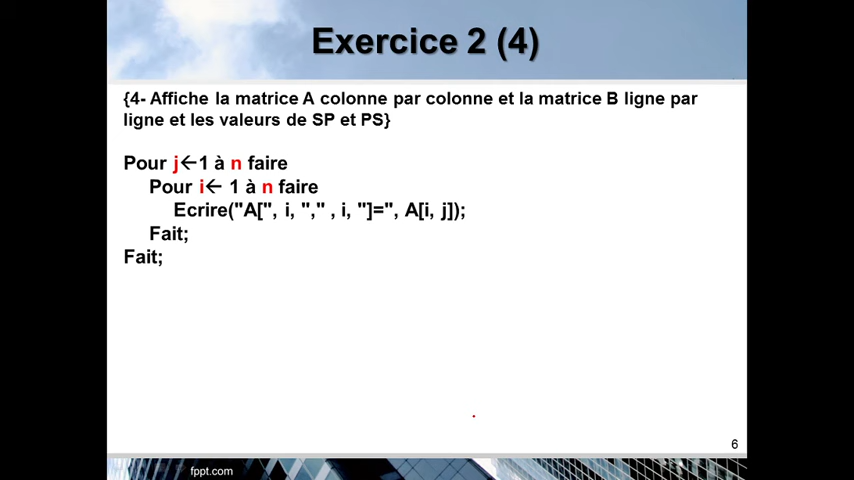 Exercice 2 (4)
{4- Affiche la matrice A colonne par colonne et la matrice B ligne par
ligne et les valeurs de SP et PS}
Pour j←1 à n faire
Pour i← 1 à n faire
Ecrire("A[", i, "," , i, "]=", A[i, j]);
Fait;
Fait;
6
fppt.com